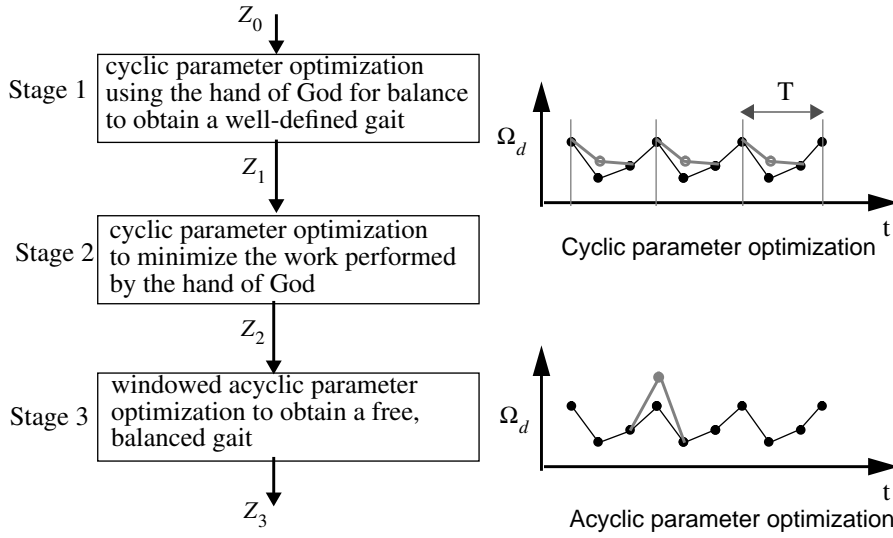 Z0
Stage 1
cyclic parameter optimization
using the hand of God for balance
to obtain a well-defined gait
Z1
Stage 2
cyclic parameter optimization
to minimize the work performed
by the hand of God
Z2
Stage 3
windowed acyclic parameter
optimization to obtain a free,
balanced gait
Z3
T
Ωd
t
Cyclic parameter optimization
Ωd
t
Acyclic parameter optimization